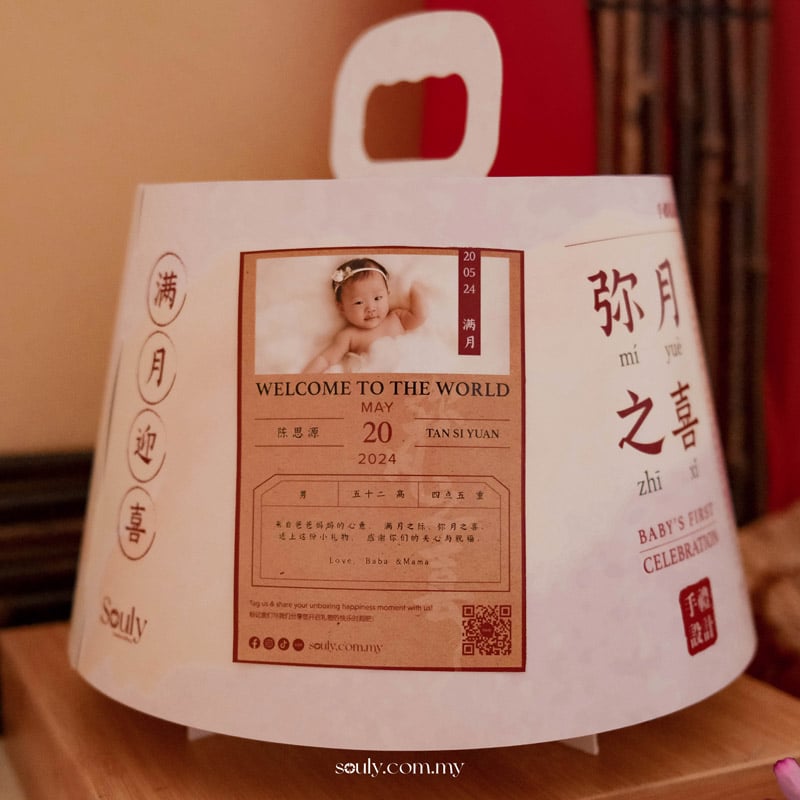 满
月
迎
喜
Souly
20
05
24
满
月
WELCOME TO THE WORLD
MAY
陈思源
20
TAN SI YUAN
2024
男
五十二 高
四点五 重
来自爸爸妈妈的心意, 满月之际, 弥月之喜,
送上这份小礼物, 感谢你们的关心与祝福。
Love, Baba &Mama
Tag us & share your unboxing happiness moment with us!
souly.com.my
弥月
mí yuè
之喜
zhī xǐ
BABY'S FIRST
CELEBRATION
手禮
設計
souly.com.my